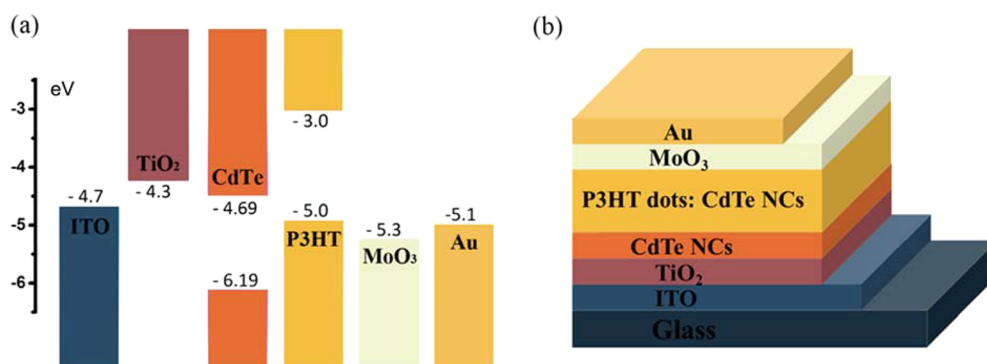 (a)
eV
-3
-4
-5
-6
- 4.7
ITO
TiO2
- 4.3
CdTe
- 4.69
- 6.19
- 3.0
- 5.0
P3HT
- 5.3
MoO3
-5.1
Au
(b)
Au
MoO3
P3HT dots: CdTe NCs
CdTe NCs
TiO2
ITO
Glass